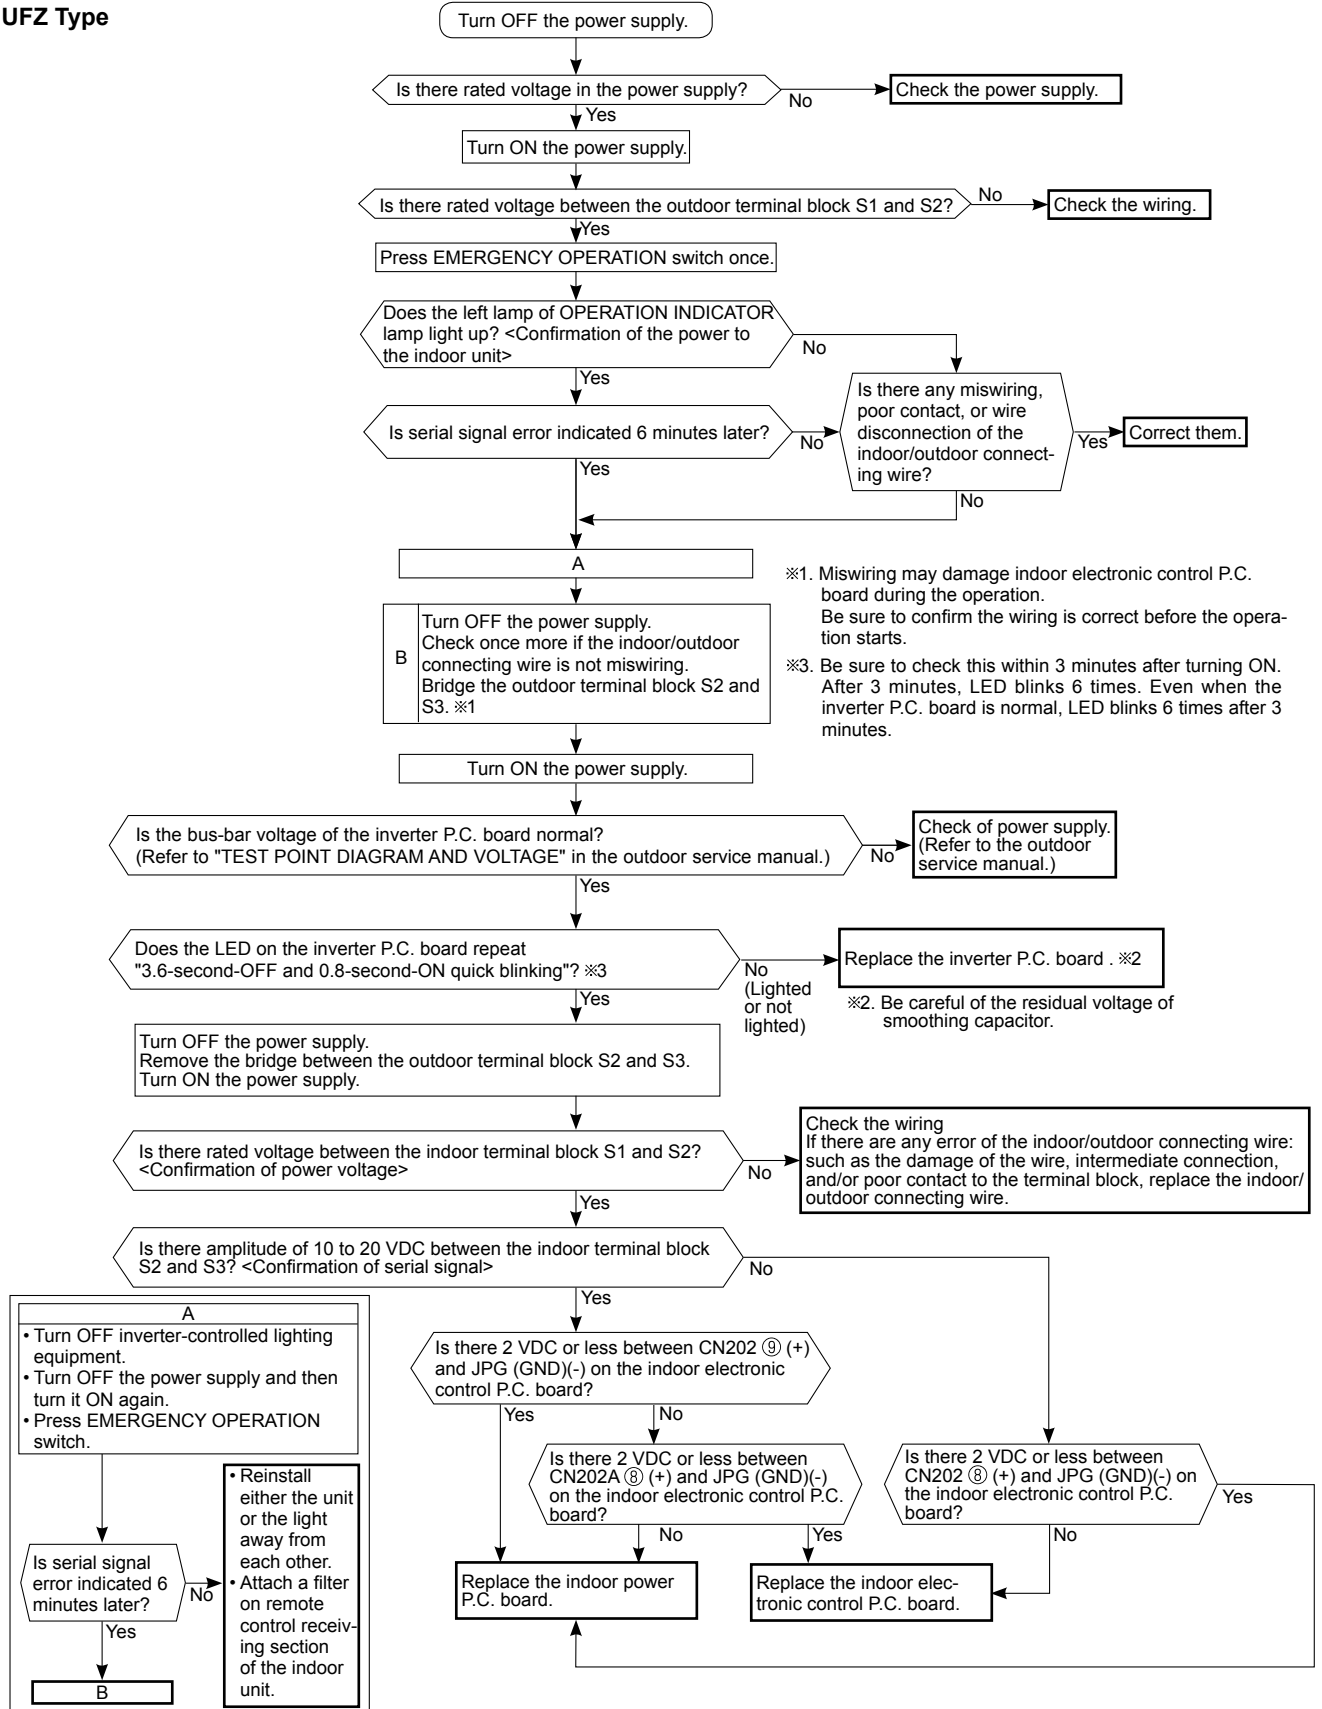 UFZ Type
Turn OFF the power supply.
Is there rated voltage in the power supply?
No
Check the power supply.
Yes
Turn ON the power supply.
Is there rated voltage between the outdoor terminal block S1 and S2?
No
Check the wiring.
Yes
Press EMERGENCY OPERATION switch once.
Does the left lamp of OPERATION INDICATOR
lamp light up? <Confirmation of the power to
the indoor unit>
No
Yes
Is there any miswiring,
poor contact, or wire
disconnection of the
indoor/outdoor connect-
ing wire?
Yes
Correct them.
Is serial signal error indicated 6 minutes later?
No
Yes
No
A
B
Turn OFF the power supply.
Check once more if the indoor/outdoor
connecting wire is not miswiring.
Bridge the outdoor terminal block S2 and
S3. ※1
※1. Miswiring may damage indoor electronic control P.C.
board during the operation.
Be sure to confirm the wiring is correct before the opera-
tion starts.
※3. Be sure to check this within 3 minutes after turning ON.
After 3 minutes, LED blinks 6 times. Even when the
inverter P.C. board is normal, LED blinks 6 times after 3
minutes.
Turn ON the power supply.
Is the bus-bar voltage of the inverter P.C. board normal?
(Refer to "TEST POINT DIAGRAM AND VOLTAGE" in the outdoor service manual.)
No
Check of power supply.
(Refer to the outdoor
service manual.)
Yes
Does the LED on the inverter P.C. board repeat
"3.6-second-OFF and 0.8-second-ON quick blinking"? ※3
No
(Lighted
or not
lighted)
Replace the inverter P.C. board . ※2
※2. Be careful of the residual voltage of
smoothing capacitor.
Yes
Turn OFF the power supply.
Remove the bridge between the outdoor terminal block S2 and S3.
Turn ON the power supply.
Is there rated voltage between the indoor terminal block S1 and S2?
<Confirmation of power voltage>
No
Check the wiring
If there are any error of the indoor/outdoor connecting wire:
such as the damage of the wire, intermediate connection,
and/or poor contact to the terminal block, replace the indoor/
outdoor connecting wire.
Yes
Is there amplitude of 10 to 20 VDC between the indoor terminal block
S2 and S3? <Confirmation of serial signal>
No
Yes
Is there 2 VDC or less between CN202 ⑨ (+)
and JPG (GND)(-) on the indoor electronic
control P.C. board?
Yes
No
Is there 2 VDC or less between
CN202A ⑧ (+) and JPG (GND)(-)
on the indoor electronic control P.C.
board?
No
Yes
Is there 2 VDC or less between
CN202 ⑧ (+) and JPG (GND)(-) on
the indoor electronic control P.C.
board?
Yes
No
Replace the indoor power
P.C. board.
Replace the indoor elec-
tronic control P.C. board.
A
• Turn OFF inverter-controlled lighting
equipment.
• Turn OFF the power supply and then
turn it ON again.
• Press EMERGENCY OPERATION
switch.
Is serial signal
error indicated 6
minutes later?
No
• Reinstall
either the unit
or the light
away from
each other.
• Attach a filter
on remote
control receiv-
ing section
of the indoor
unit.
Yes
B